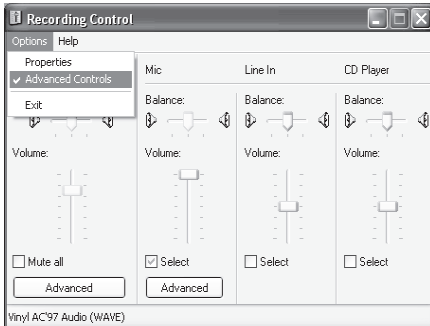 Recording Control
Options Help
Properties
Advanced Controls
Exit
Mic Line In CD Player
Balance: Balance: Balance:
Volume: Volume: Volume: Volume:
Mute all Select Select Select
Advanced Advanced
Vinyl AC'97 Audio (WAVE)